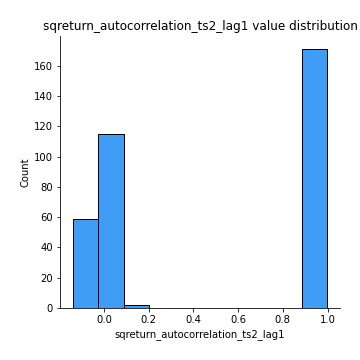 sqreturn_autocorrelation_ts2_lag1 value distribution
160
140
120
100
80
60
40
20
0
Count
0.0 0.2 0.4 0.6 0.8 1.0
sqreturn_autocorrelation_ts2_lag1